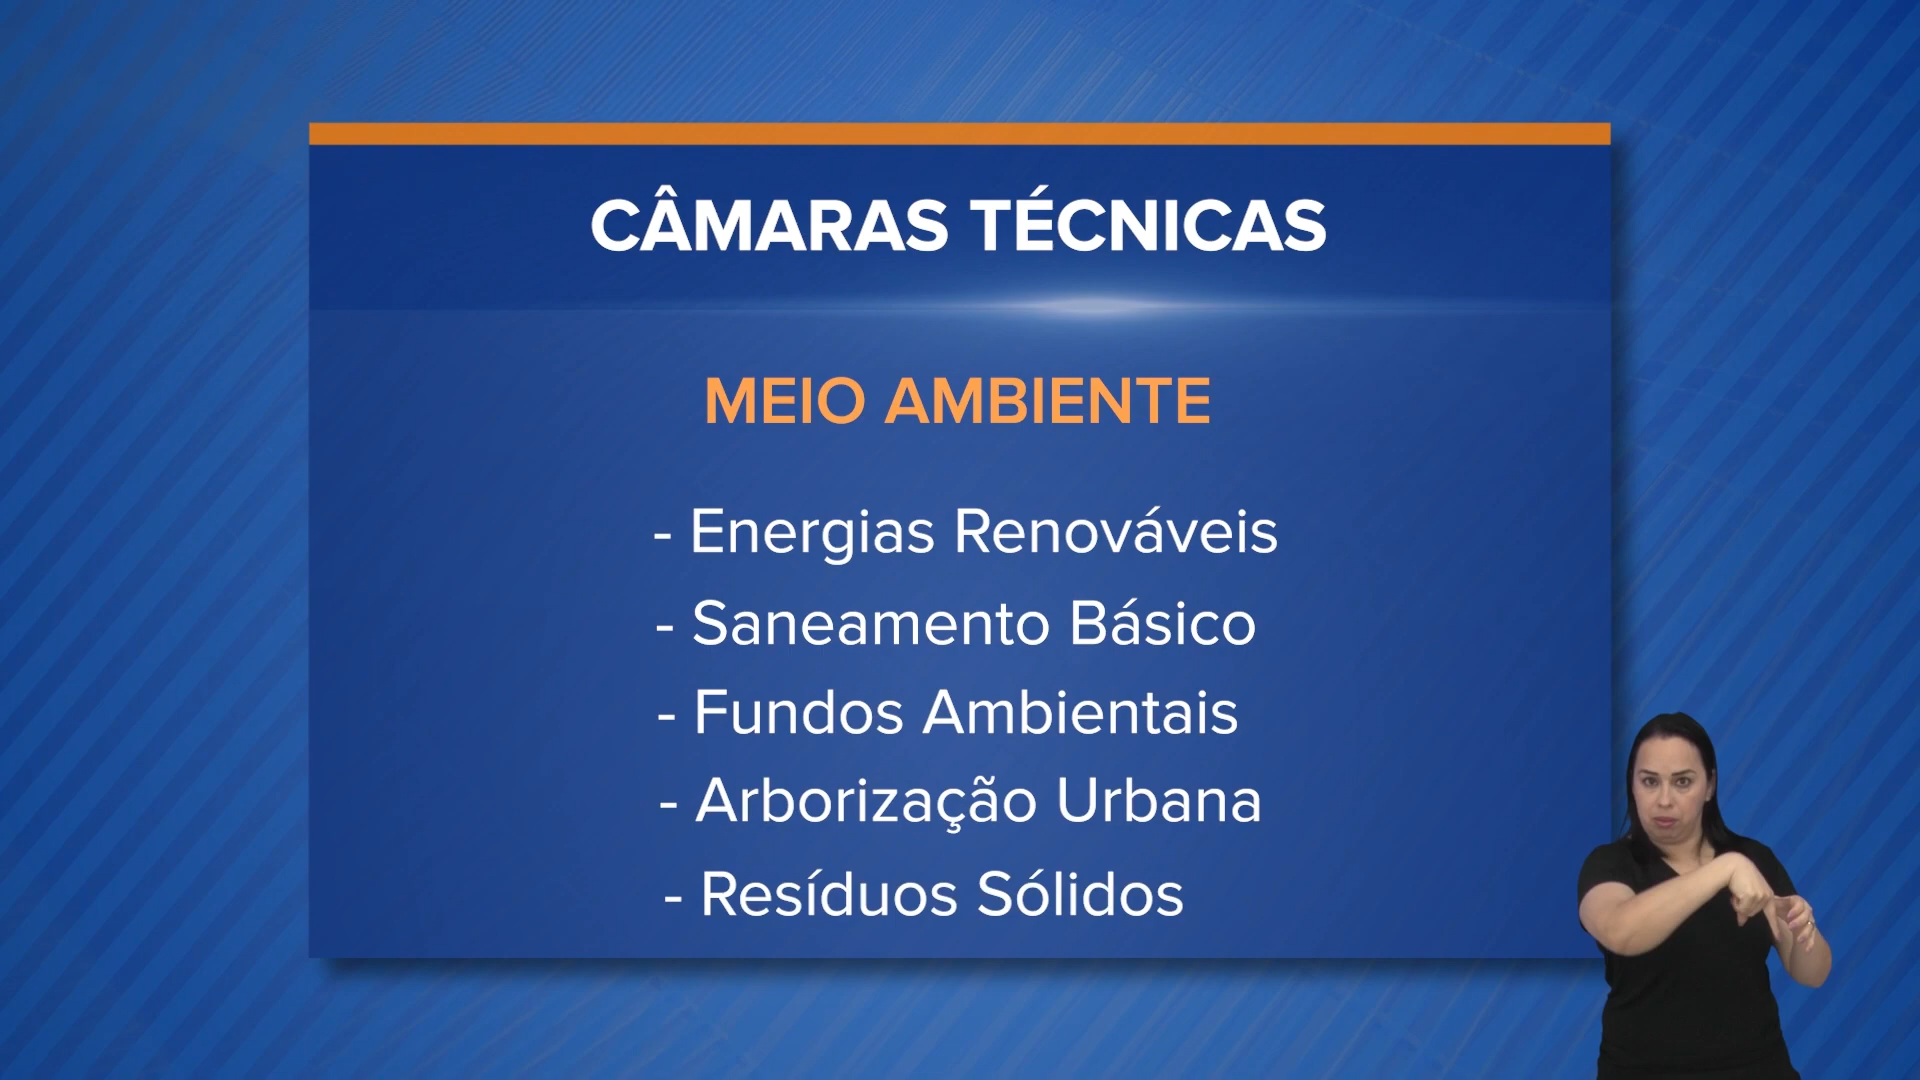 CÂMARAS TÉCNICAS
MEIO AMBIENTE
- Energias Renováveis
- Saneamento Básico
- Fundos Ambientais
- Arborização Urbana
- Resíduos Sólidos